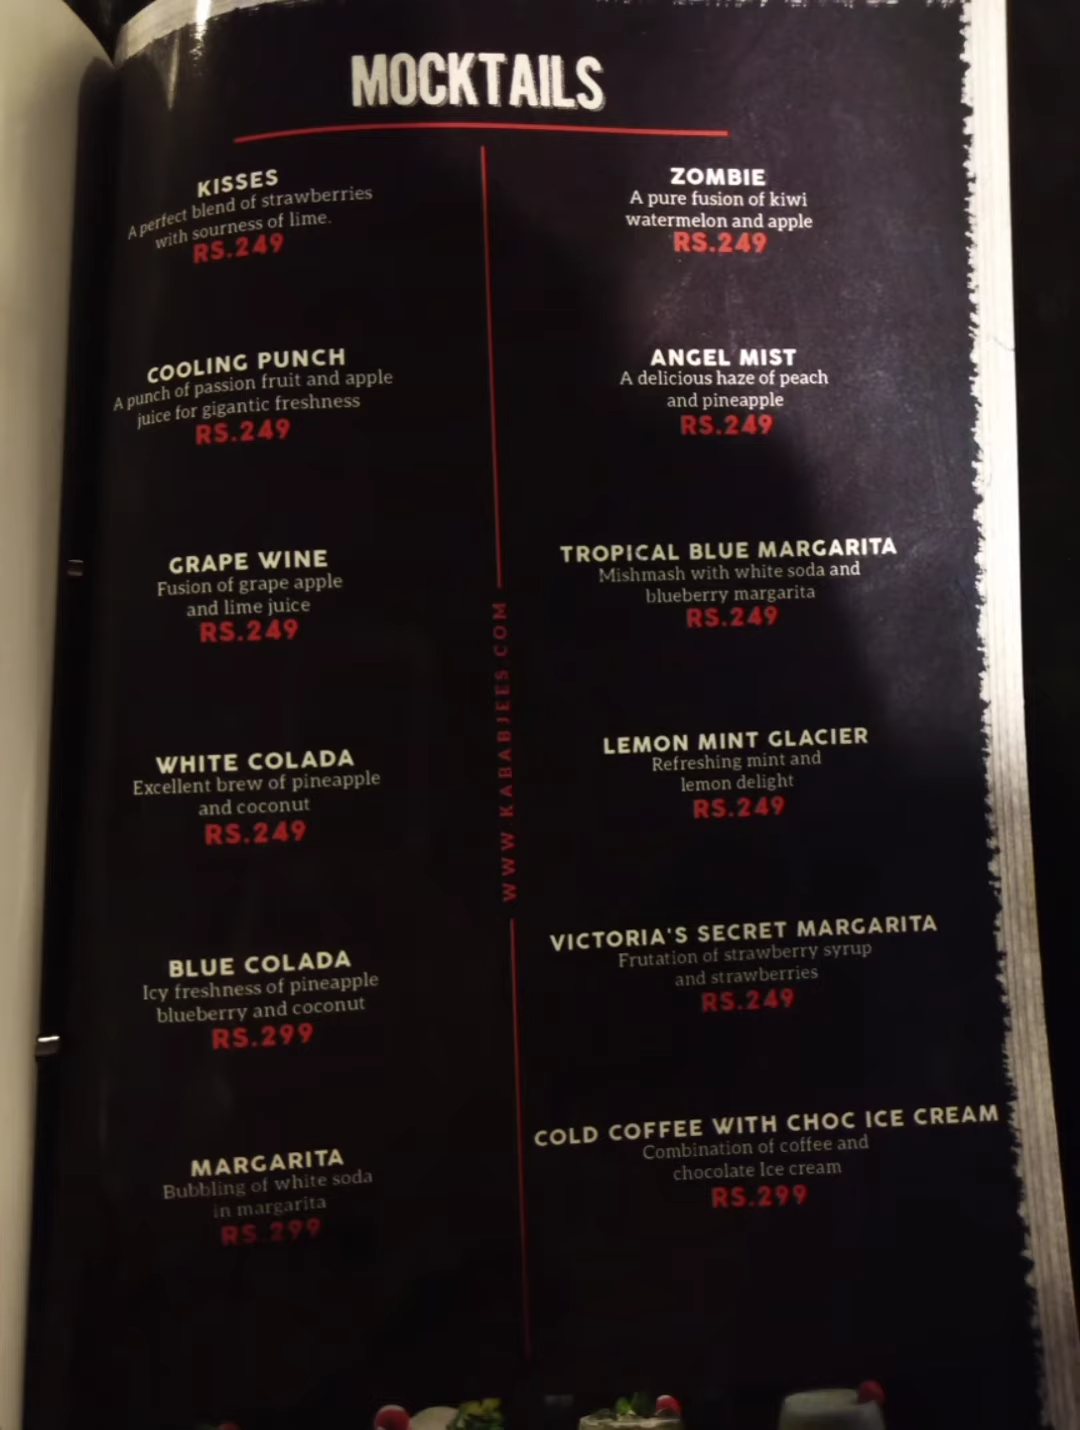 MOCKTAILS
KISSES
A perfect blend of strawberries
with sourness of lime.
RS.249
COOLING PUNCH
A punch of passion fruit and apple
juice for gigantic freshness
RS.249
GRAPE WINE
Fusion of grape apple
and lime juice
RS.249
WHITE COLADA
Excellent brew of pineapple
and coconut
RS.249
BLUE COLADA
Icy freshness of pineapple
blueberry and coconut
RS.299
MARGARITA
Bubbling of white soda
in margarita
RS.299
WWW.KABABJEES.COM
ZOMBIE
A pure fusion of kiwi
watermelon and apple
RS.249
ANGEL MIST
A delicious haze of peach
and pineapple
RS.249
TROPICAL BLUE MARGARITA
Mishmash with white soda and
blueberry margarita
RS.249
LEMON MINT GLACIER
Refreshing mint and
lemon delight
RS.249
VICTORIA'S SECRET MARGARITA
Frutation of strawberry syrup
and strawberries
RS.249
COLD COFFEE WITH CHOC ICE CREAM
Combination of coffee and
chocolate Ice cream
RS.299